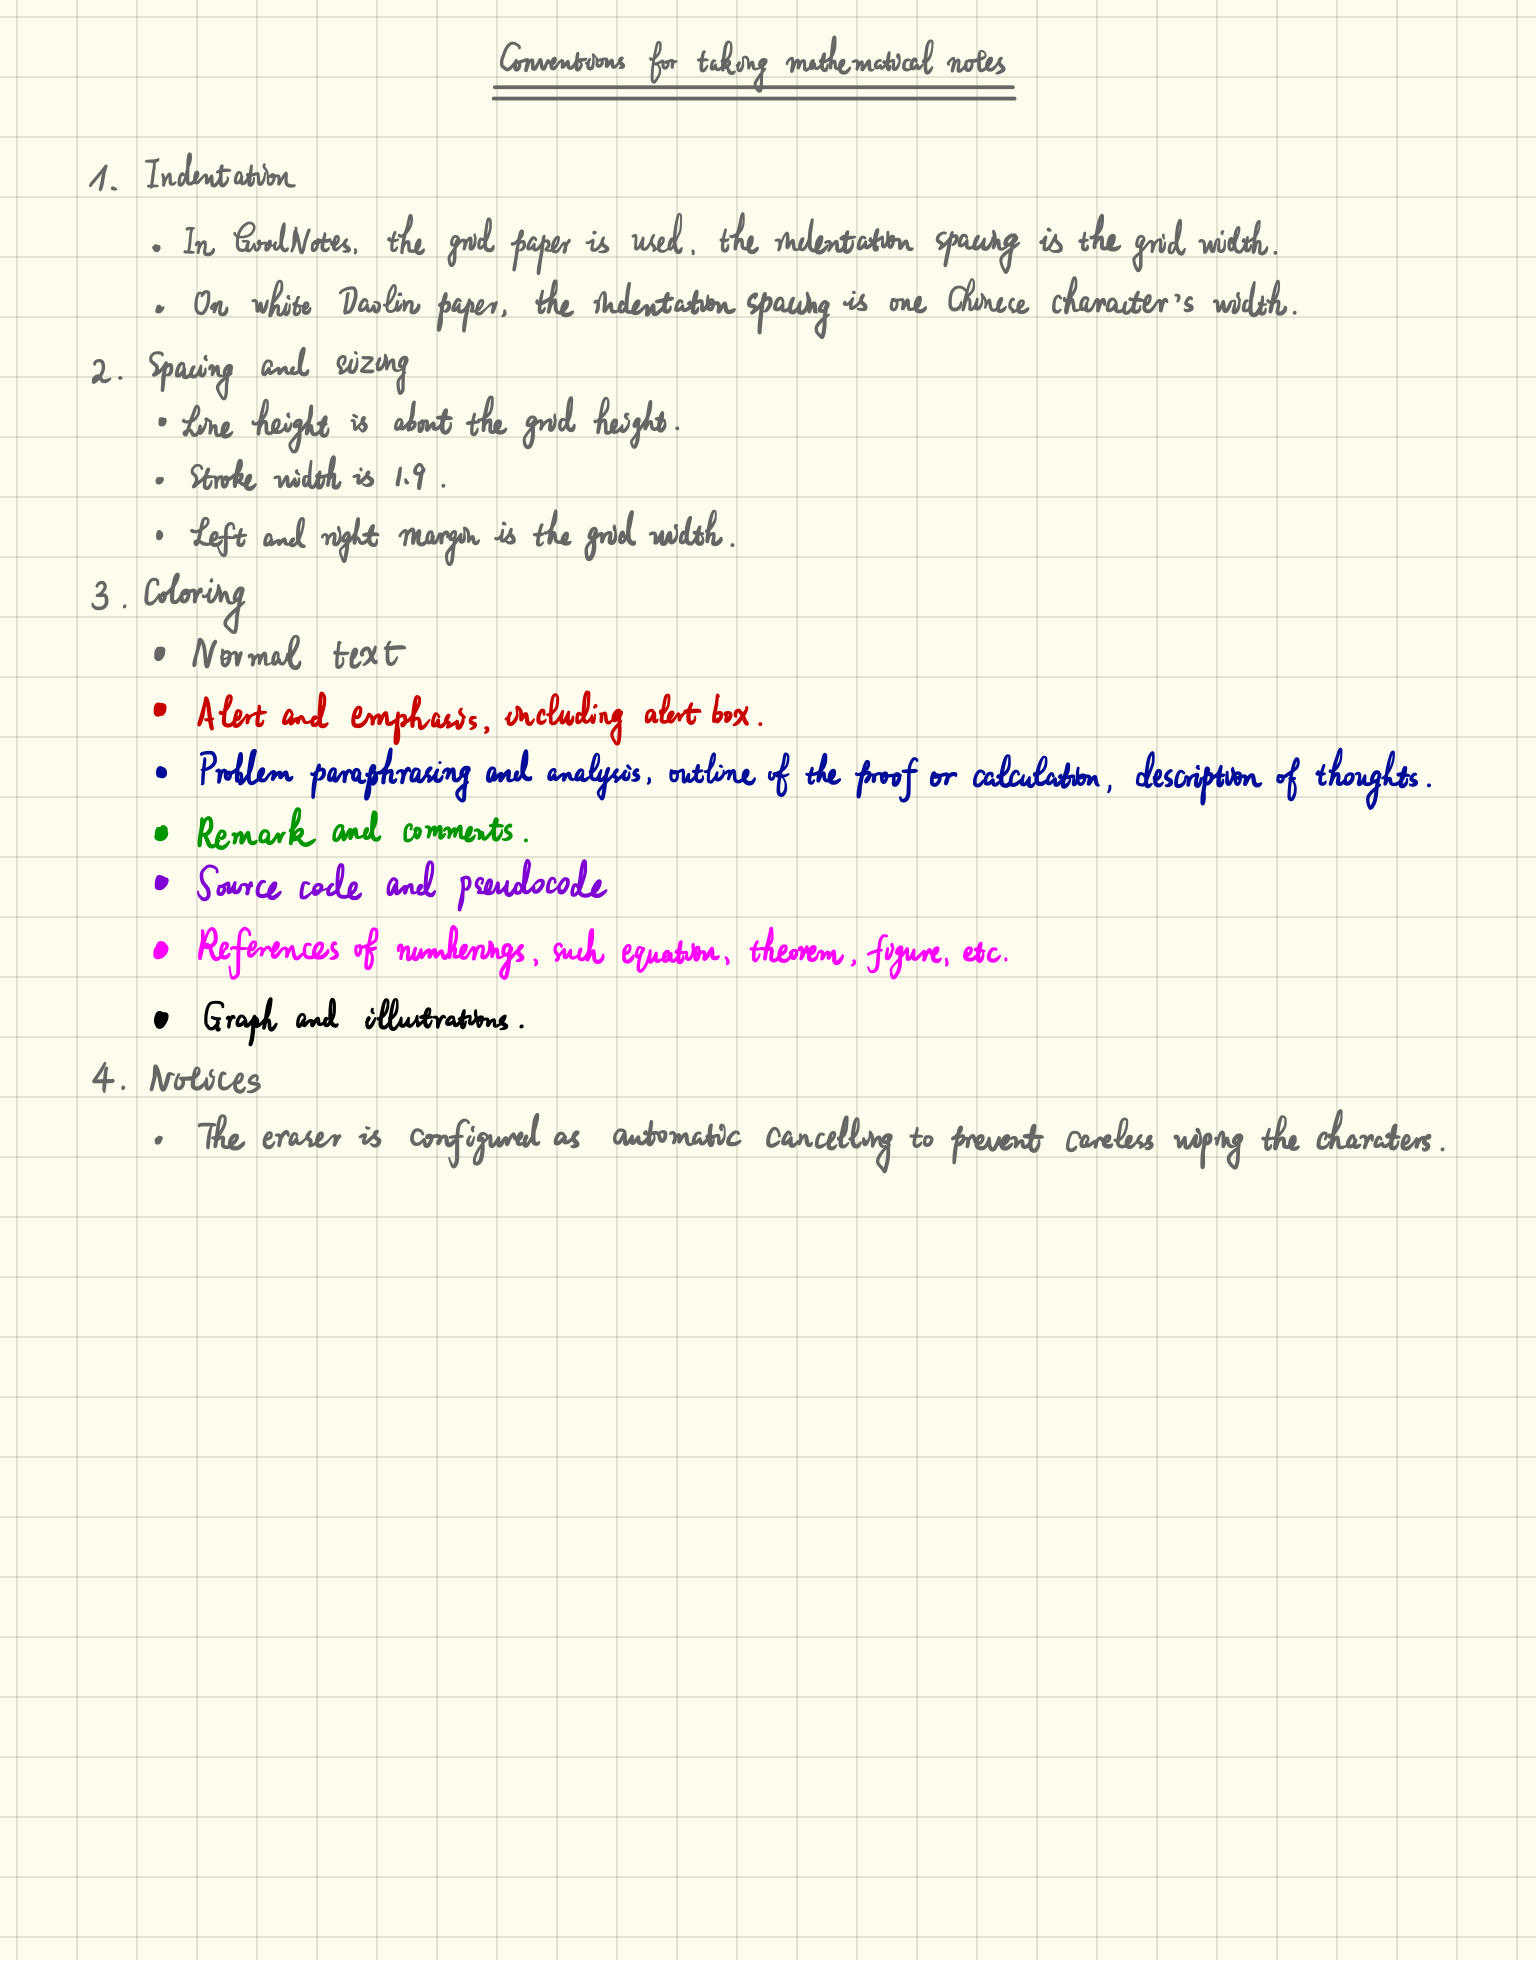 Conventions for taking mathematical notes
1. Indentation
• In GoodNotes, the grid paper is used, the indentation spacing is the grid width.
• On white Daolin paper, the indentation spacing is one Chinese character's width.
2. Spacing and sizing
• Line height is about the grid height.
• Stroke width is 1.9.
• Left and right margin is the grid width.
3. Coloring
• Normal text
• Alert and emphasis, including alert box.
• Problem paraphrasing and analysis, outline of the proof or calculation, description of thoughts.
• Remark and comments.
• Source code and pseudocode
• References of numberings, such equation, theorem, figure, etc.
• Graph and illustrations.
4. Notices
• The eraser is configured as automatic cancelling to prevent careless wiping the charaters.